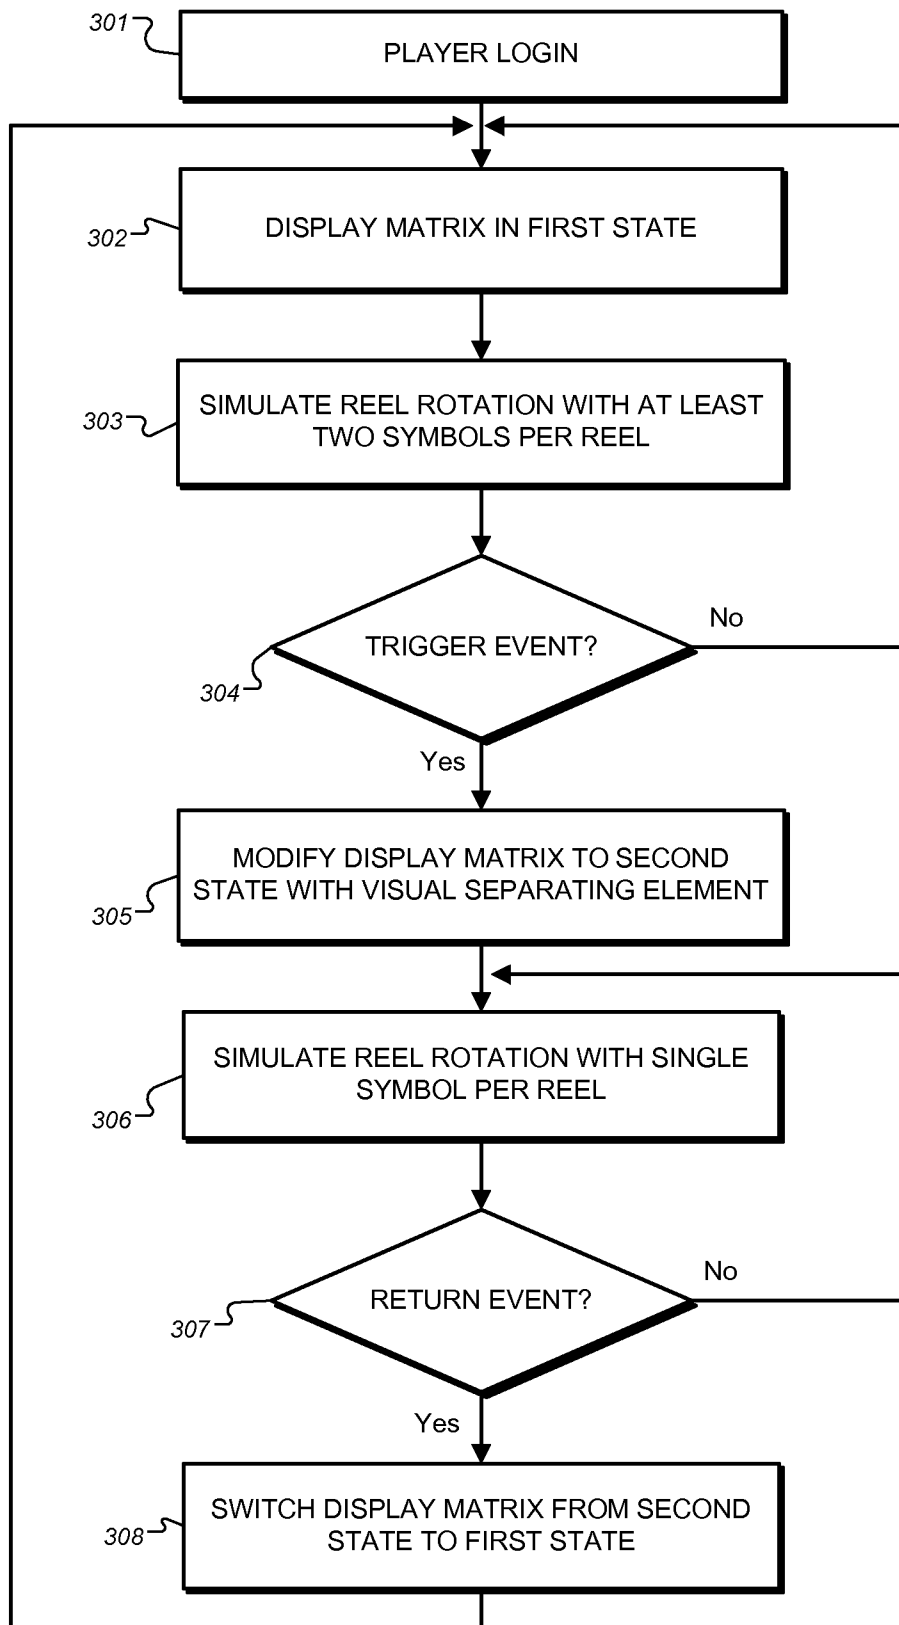 301
PLAYER LOGIN
302
DISPLAY MATRIX IN FIRST STATE
303
SIMULATE REEL ROTATION WITH AT LEAST
TWO SYMBOLS PER REEL
No
TRIGGER EVENT?
304
Yes
MODIFY DISPLAY MATRIX TO SECOND
STATE WITH VISUAL SEPARATING ELEMENT
305
SIMULATE REEL ROTATION WITH SINGLE
SYMBOL PER REEL
306
No
RETURN EVENT?
307
Yes
SWITCH DISPLAY MATRIX FROM SECOND
STATE TO FIRST STATE
308